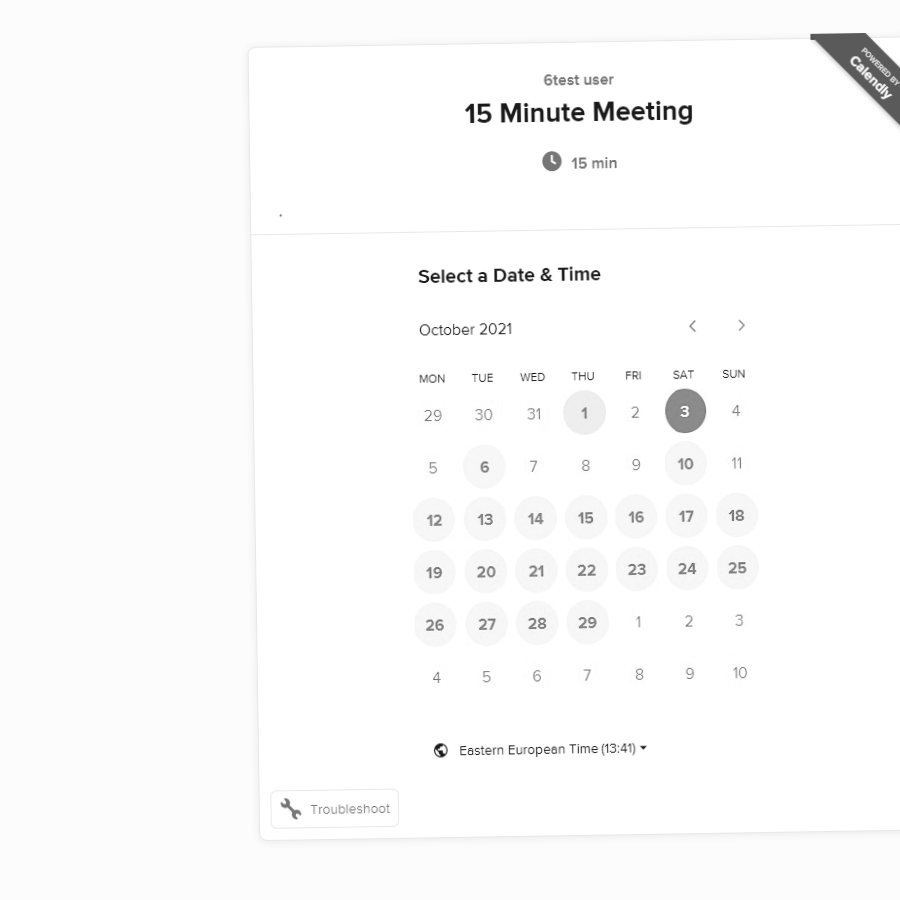 POWERED BY
Calendly
6test user
15 Minute Meeting
15 min
.
Select a Date & Time
October 2021
MON TUE WED THU FRI SAT SUN
29 30 31 1 2 3 4
5 6 7 8 9 10 11
12 13 14 15 16 17 18
19 20 21 22 23 24 25
26 27 28 29 1 2 3
4 5 6 7 8 9 10
Eastern European Time (13:41)
Troubleshoot